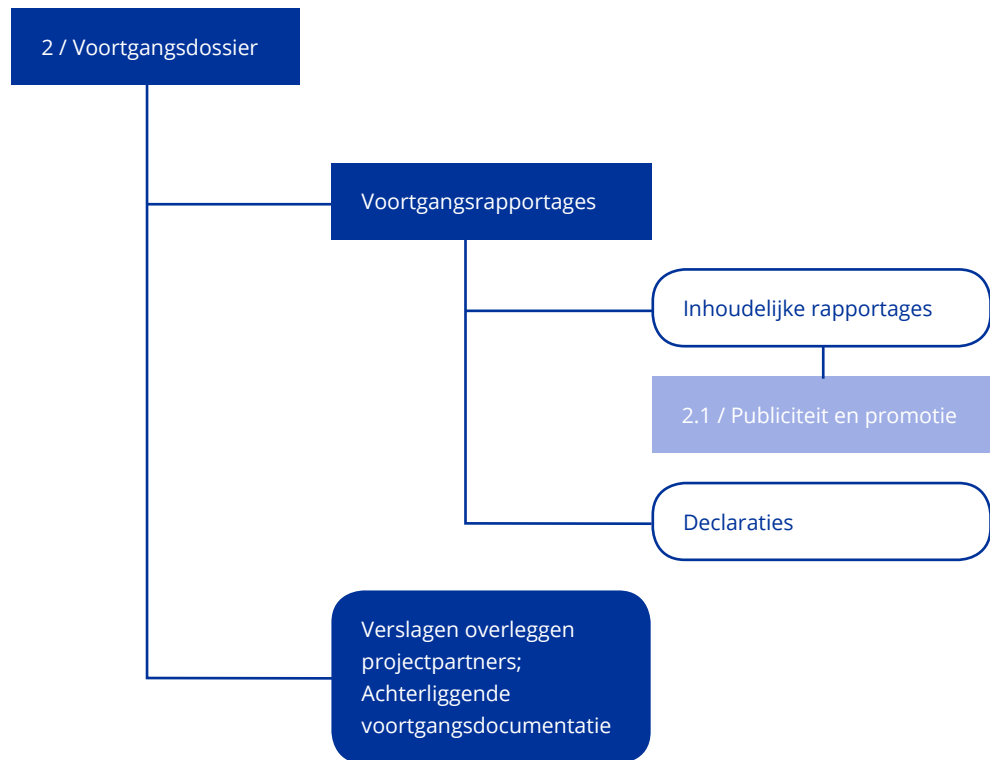 2 / Voortgangsdossier
Voortgangsrapportages
Inhoudelijke rapportages
2.1 / Publiciteit en promotie
Declaraties
Verslagen overleggen
projectpartners;
Achterliggende
voortgangsdocumentatie